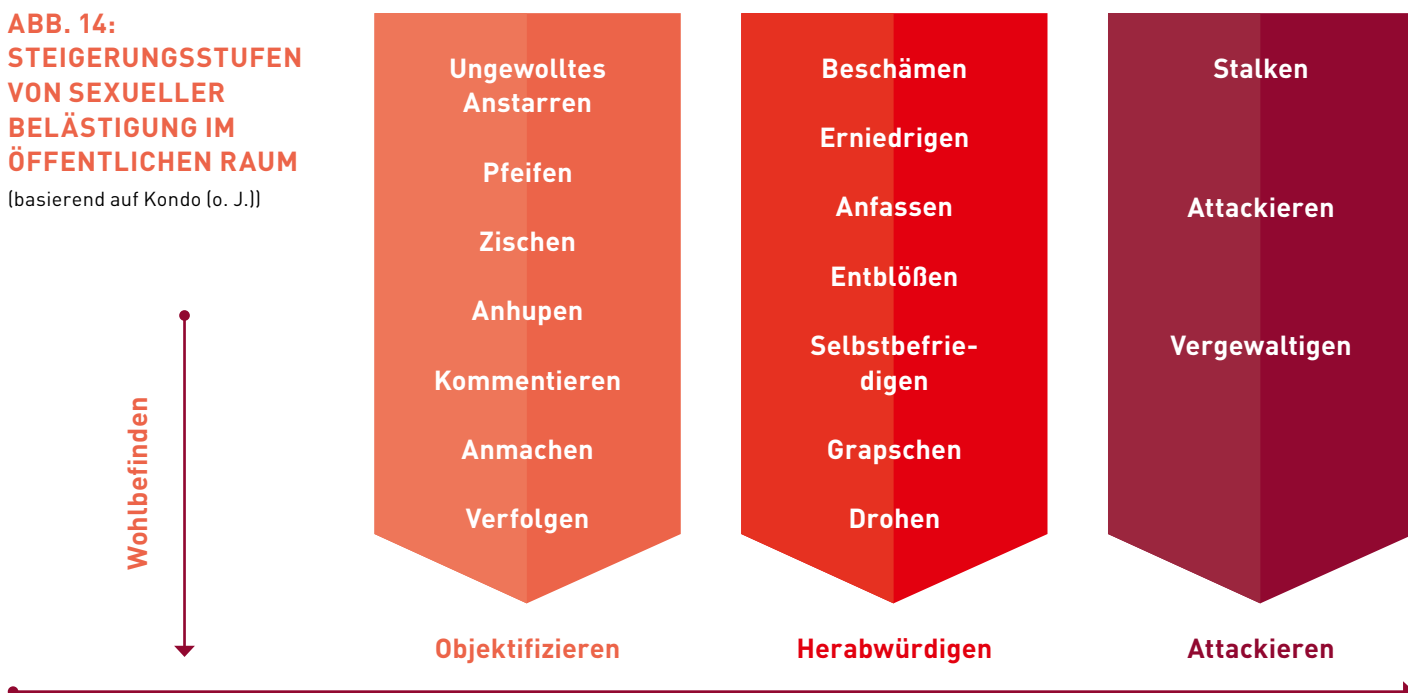 ABB. 14:
STEIGERUNGSSTUFEN
VON SEXUELLER
BELÄSTIGUNG IM
ÖFFENTLICHEN RAUM
(basierend auf Kondo (o. J.))
Wohlbefinden
Ungewolltes
Anstarren
Pfeifen
Zischen
Anhupen
Kommentieren
Anmachen
Verfolgen
Objektifizieren
Beschämen
Erniedrigen
Anfassen
Entblößen
Selbstbefrie-
digen
Grapschen
Drohen
Herabwürdigen
Stalken
Attackieren
Vergewaltigen
Attackieren